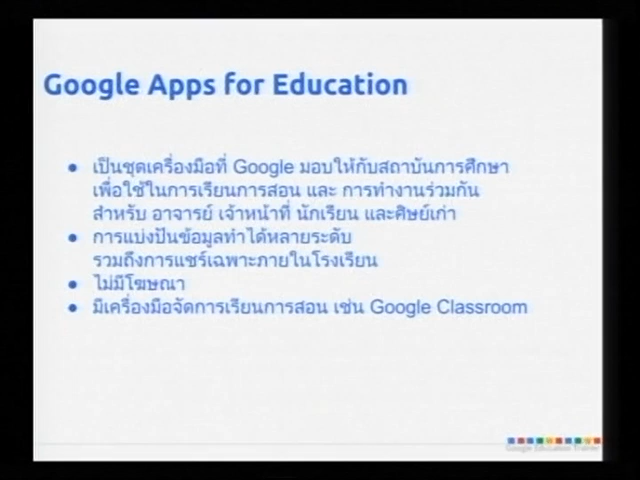 Google Apps for Education
● เป็นชุดเครื่องมือที่ Google มอบให้กับสถาบันการศึกษา
เพื่อใช้ในการเรียนการสอน และ การทำงานร่วมกัน
สำหรับ อาจารย์ เจ้าหน้าที่ นักเรียน และศิษย์เก่า
● การแบ่งปันข้อมูลทำได้หลายระดับ
รวมถึงการแชร์เฉพาะภายในโรงเรียน
● ไม่มีโฆษณา
● มีเครื่องมือจัดการเรียนการสอน เช่น Google Classroom
Google Education Trainer